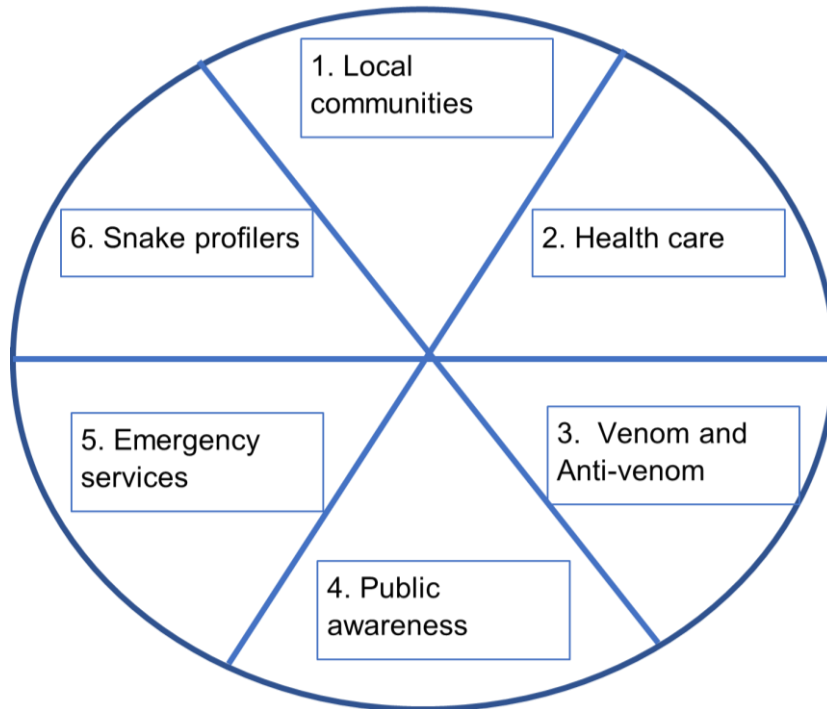 1. Local
communities
2. Health care
3. Venom and
Anti-venom
4. Public
awareness
5. Emergency
services
6. Snake profilers